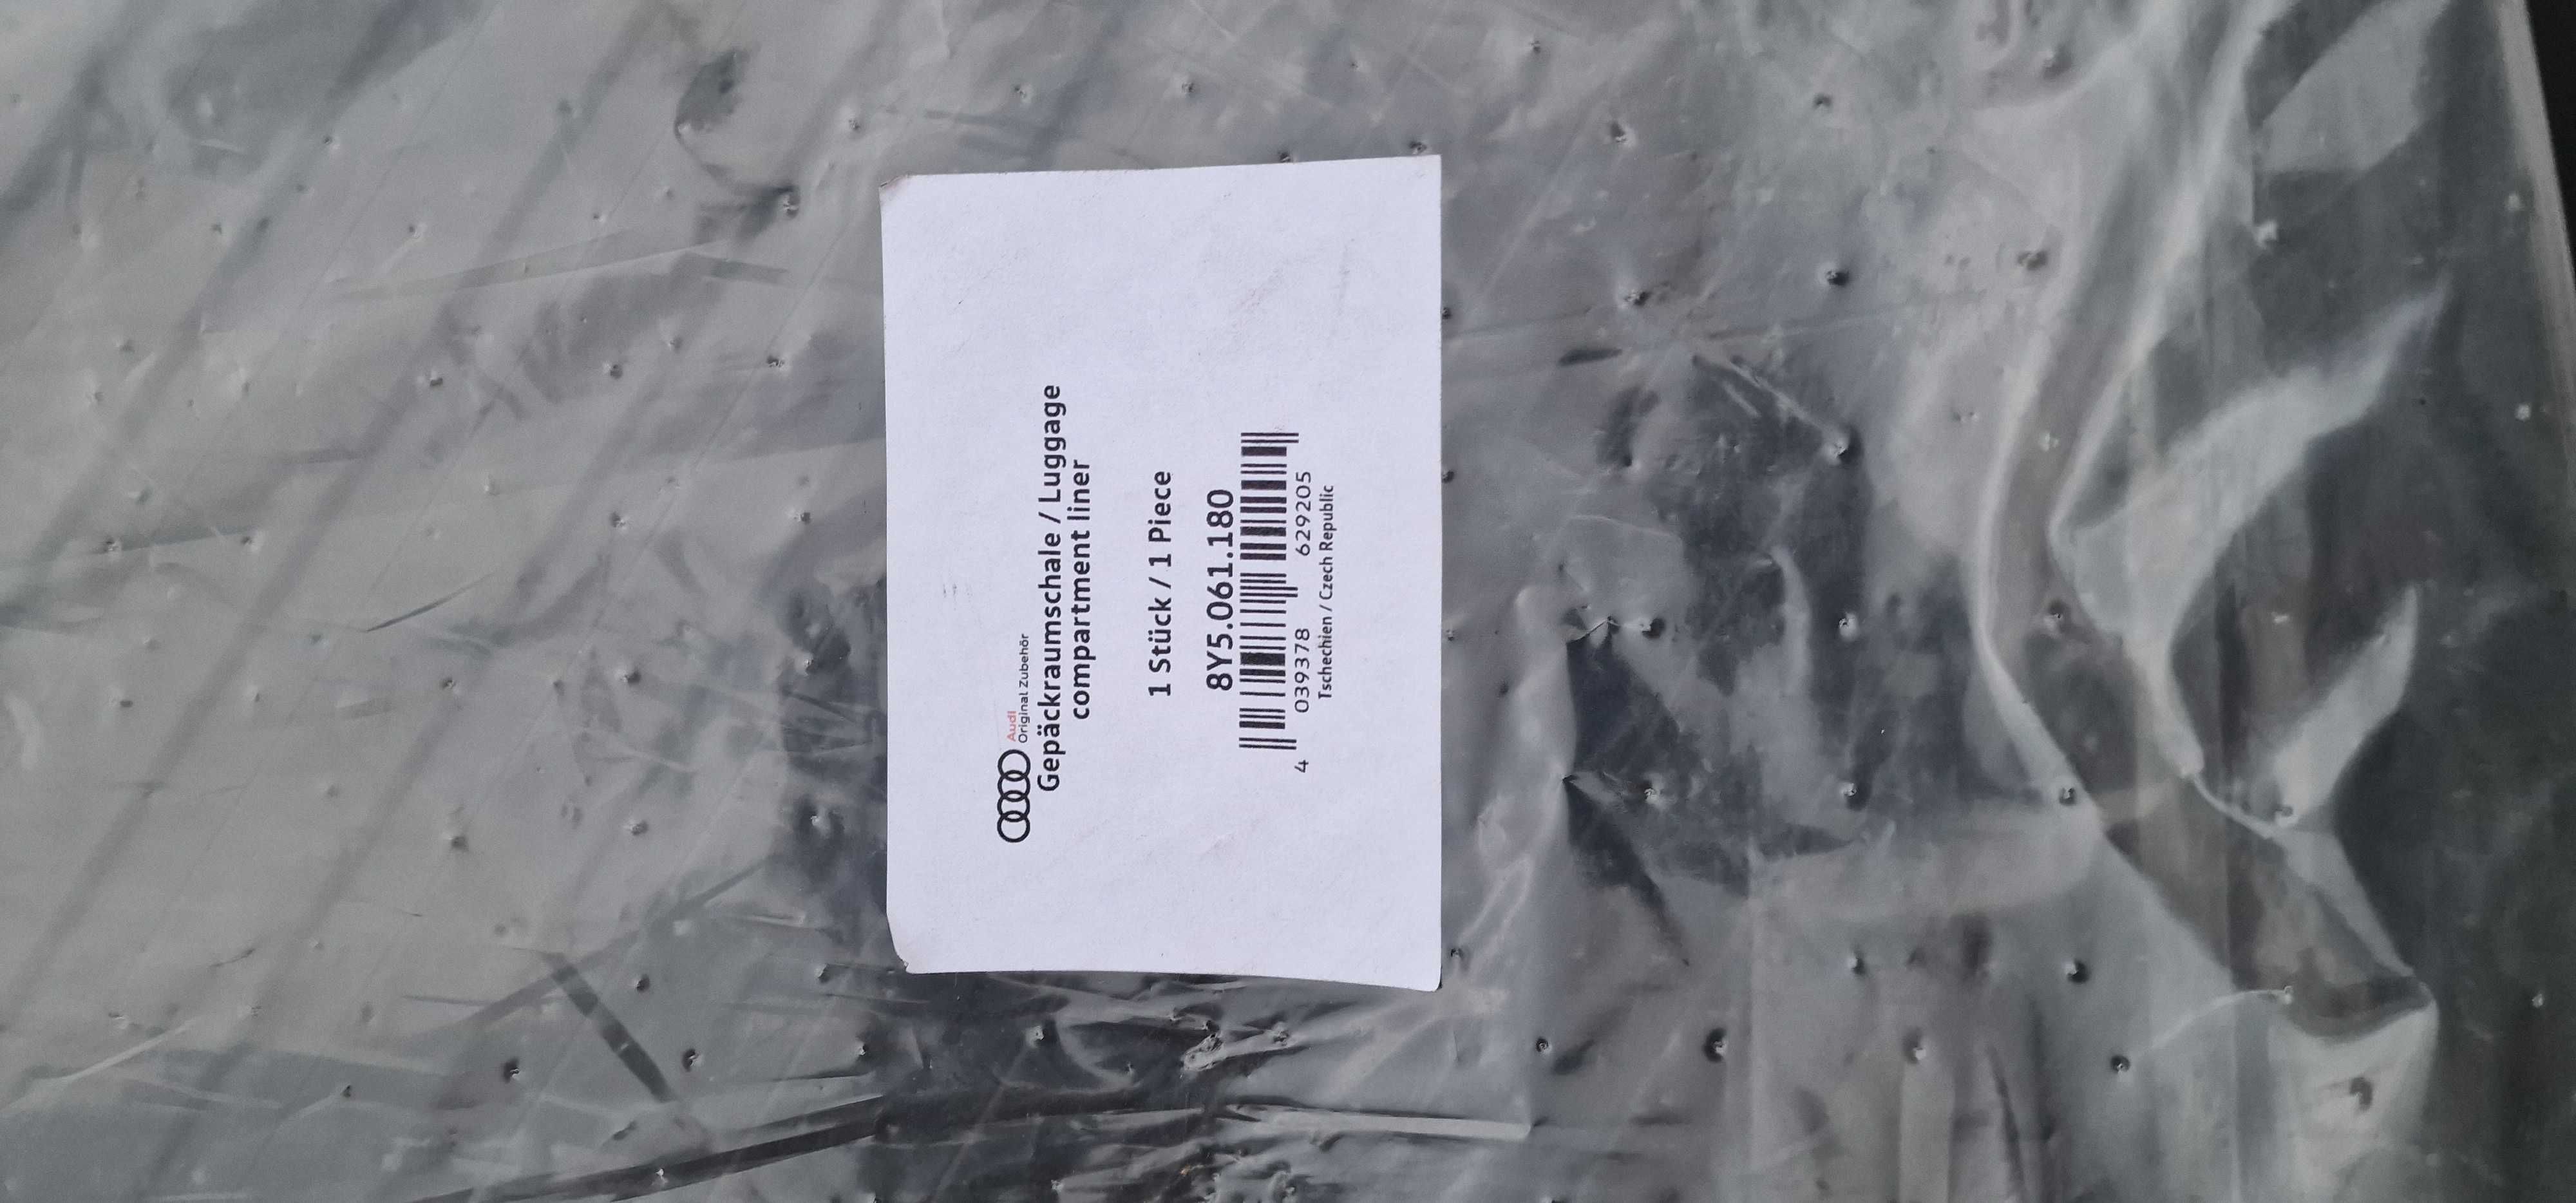 Audi
Original Zubehör
Gepäckraumschale / Luggage
compartment liner
1 Stück / 1 Piece
8Y5.061.180
4 039378 629205
Tschechien / Czech Republic